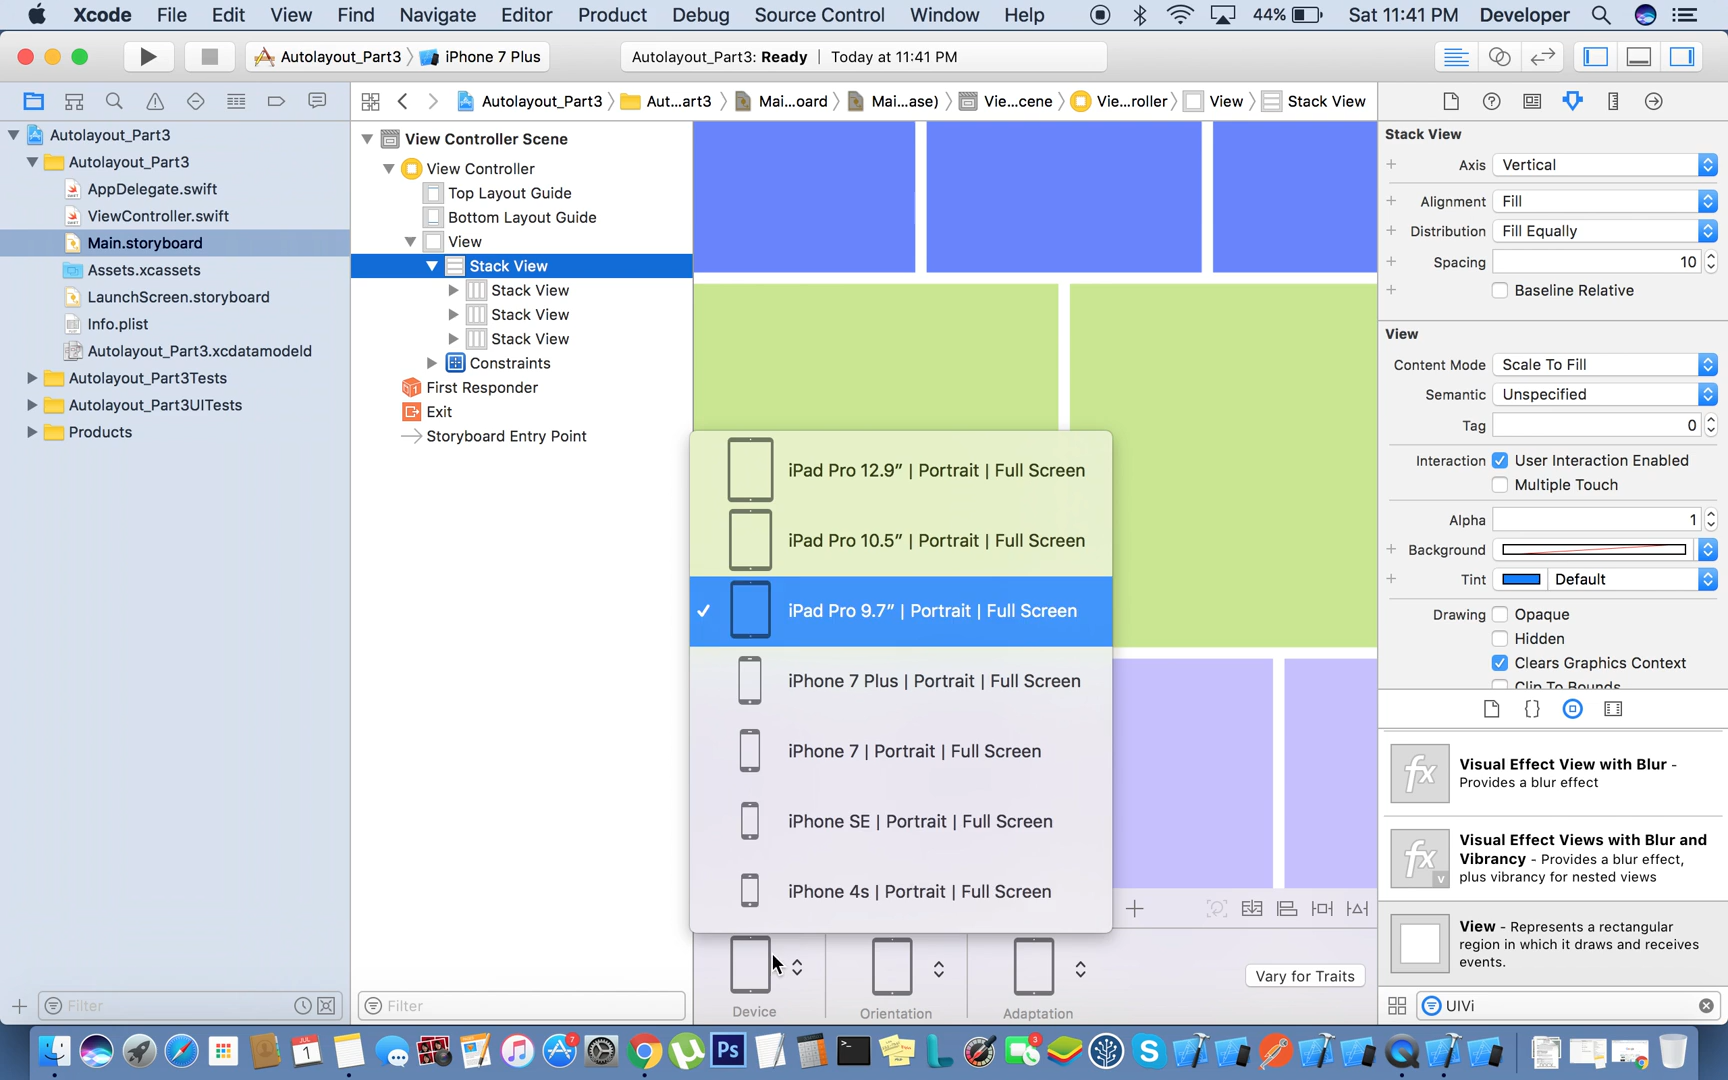 Xcode File Edit View Find Navigate Editor Product Debug Source Control Window Help 44% Sat 11:41 PM Developer
Autolayout_Part3 iPhone 7 Plus Autolayout_Part3: Ready Today at 11:41 PM
Autolayout_Part3 Aut...art3 Mai...oard Mai...ase) Vie...cene Vie...roller View Stack View
Autolayout_Part3
Autolayout_Part3
AppDelegate.swift
ViewController.swift
Main.storyboard
Assets.xcassets
LaunchScreen.storyboard
Info.plist
Autolayout_Part3.xcdatamodeld
Autolayout_Part3Tests
Autolayout_Part3UITests
Products
Filter
View Controller Scene
View Controller
Top Layout Guide
Bottom Layout Guide
View
Stack View
Stack View
Stack View
Stack View
Constraints
First Responder
Exit
Storyboard Entry Point
Filter
iPad Pro 12.9” | Portrait | Full Screen
iPad Pro 10.5” | Portrait | Full Screen
iPad Pro 9.7” | Portrait | Full Screen
iPhone 7 Plus | Portrait | Full Screen
iPhone 7 | Portrait | Full Screen
iPhone SE | Portrait | Full Screen
iPhone 4s | Portrait | Full Screen
Device Orientation Adaptation Vary for Traits
Stack View
Axis Vertical
Alignment Fill
Distribution Fill Equally
Spacing 10
Baseline Relative
View
Content Mode Scale To Fill
Semantic Unspecified
Tag 0
Interaction User Interaction Enabled
Multiple Touch
Alpha 1
Background
Tint Default
Drawing Opaque
Hidden
Clears Graphics Context
Clip To Bounds
fx Visual Effect View with Blur -
Provides a blur effect
fx V Visual Effect Views with Blur and
Vibrancy - Provides a blur effect,
plus vibrancy for nested views
View - Represents a rectangular
region in which it draws and receives
events.
UIVi
JUL
1
7
Ps
3